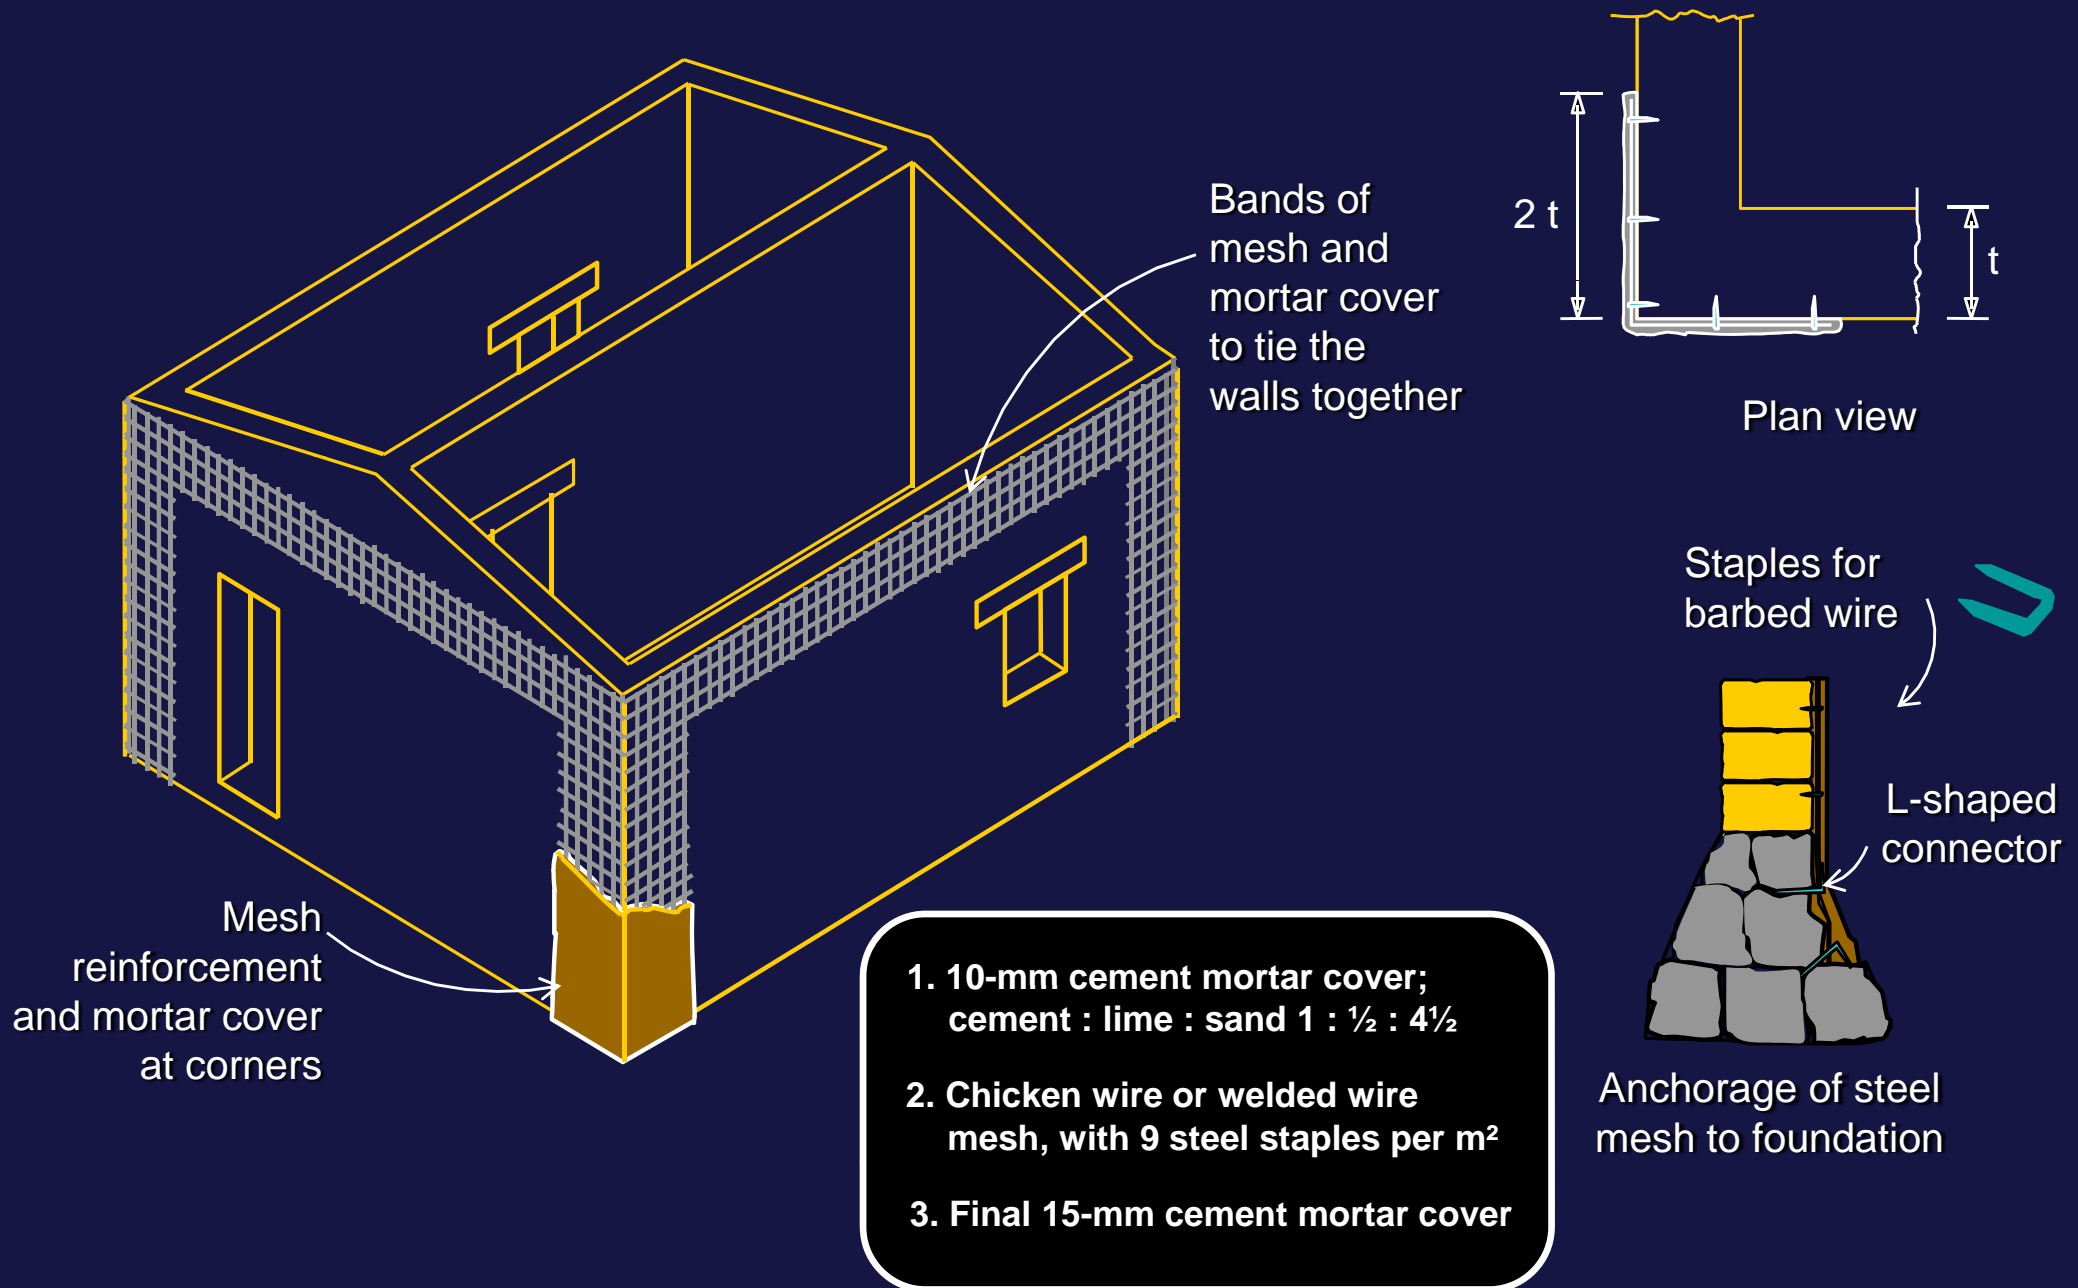 Bands of
mesh and
mortar cover
to tie the
walls together
2 t
t
Plan view
Staples for
barbed wire
L-shaped
connector
Anchorage of steel
mesh to foundation
Mesh
reinforcement
and mortar cover
at corners
1. 10-mm cement mortar cover;
cement : lime : sand 1 : ½ : 4½
2. Chicken wire or welded wire
mesh, with 9 steel staples per m²
3. Final 15-mm cement mortar cover